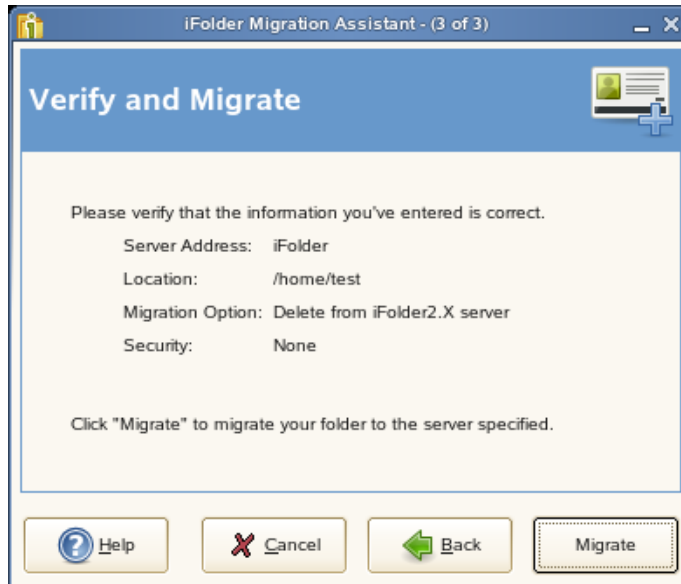 iFolder Migration Assistant - (3 of 3)
Verify and Migrate
Please verify that the information you've entered is correct.
Server Address: iFolder
Location: /home/test
Migration Option: Delete from iFolder2.X server
Security: None
Click "Migrate" to migrate your folder to the server specified.
Help Cancel Back Migrate